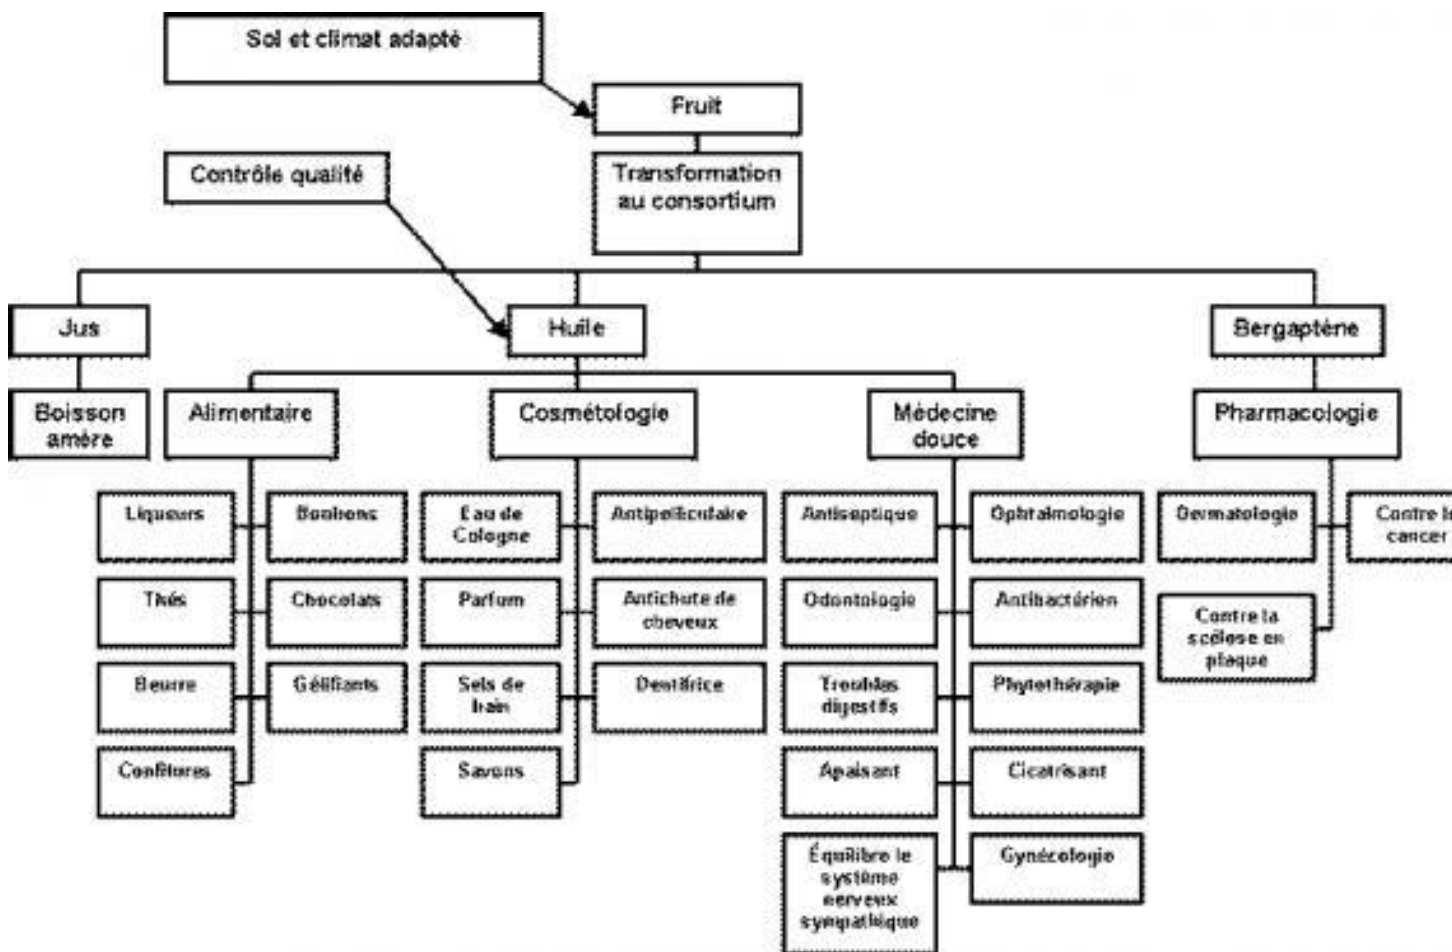 Sol et climat adapté
Fruit
Contrôle qualité
Transformation
au consortium
Jus
Huile
Bergaptène
Boisson
amère
Alimentaire
Cosmétologie
Médecine
douce
Pharmacologie
Liqueurs
Bonbons
Eau de
Cologne
Antipelliculaire
Antiseptique
Ophtalmologie
Dermatologie
Contre le
cancer
Thés
Chocolats
Parfum
Antichute de
cheveux
Odontologie
Antibactérien
Contre la
sclélose en
plaque
Beurre
Gélifiants
Sels de
bain
Dentifrice
Troubles
digestifs
Phytothérapie
Confitures
Savons
Apaisant
Cicatrisant
Équilibre le
système
nerveux
sympathique
Gynécologie